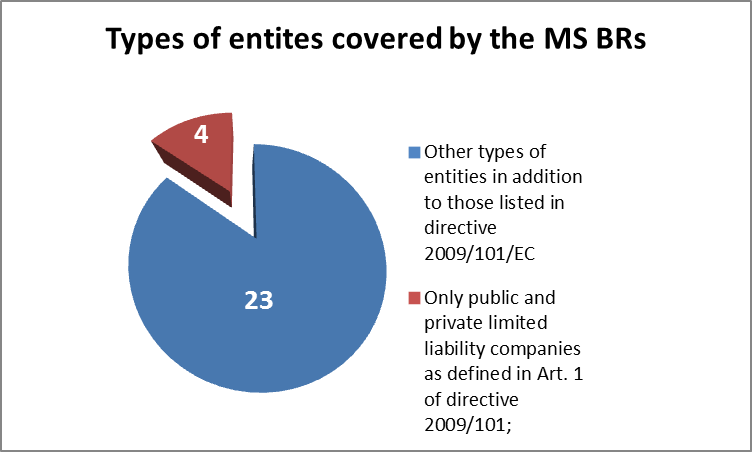 Types of entites covered by the MS BRs
4
23
Other types of
entities in addition
to those listed in
directive
2009/101/EC
Only public and
private limited
liability companies
as defined in Art. 1
of directive
2009/101;